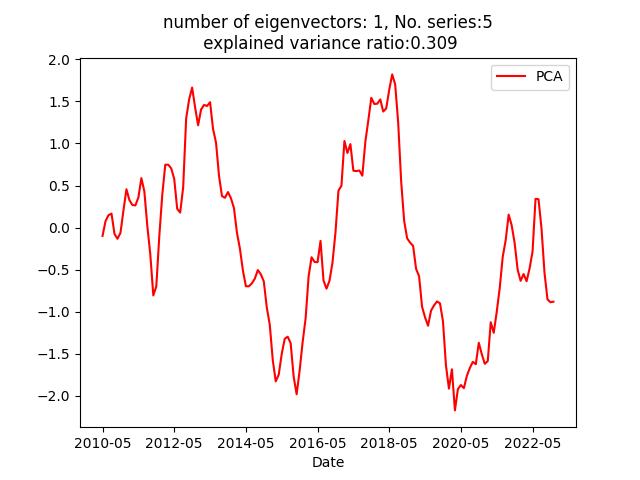 number of eigenvectors: 1, No. series:5
explained variance ratio:0.309
PCA
2.0
1.5
1.0
0.5
0.0
−0.5
−1.0
−1.5
−2.0
2010-05 2012-05 2014-05 2016-05 2018-05 2020-05 2022-05
Date